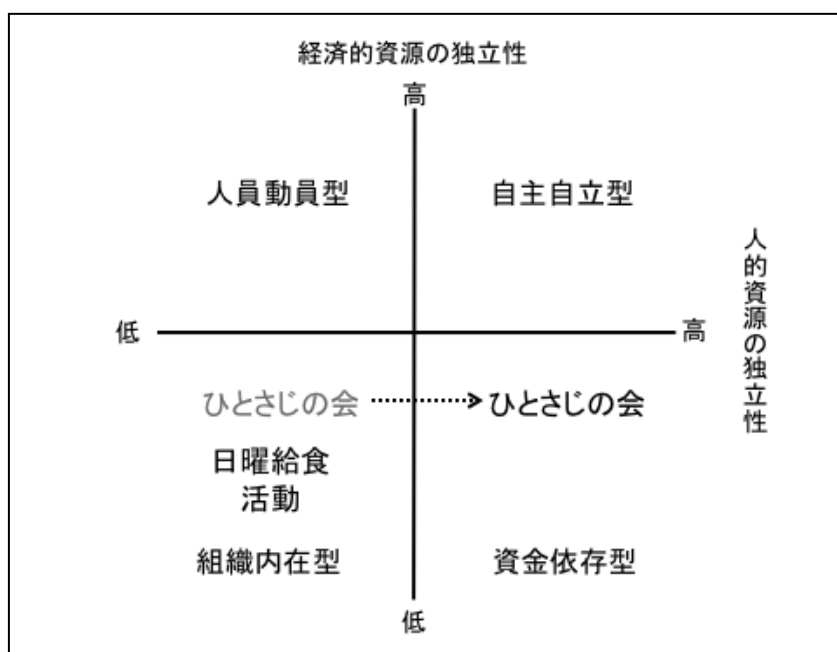 経済的資源の独立性
高
人員動員型
自主自立型
人的資源の独立性
低
高
ひとさじの会
ひとさじの会
日曜給食
活動
組織内在型
資金依存型
低